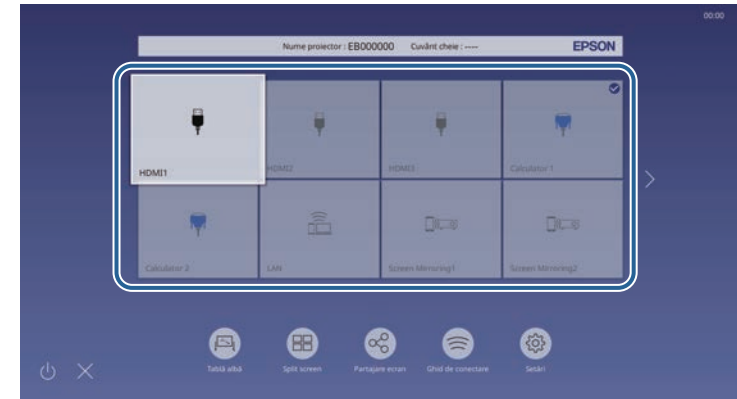 00:00
Nume proiector : EB000000 Cuvânt cheie : ---- EPSON
HDMI1 HDMI2 HDMI3 Calculator 1
Calculator 2 LAN Screen Mirroring1 Screen Mirroring2
Tablă albă Split screen Partajare ecran Ghid de conectare Setări